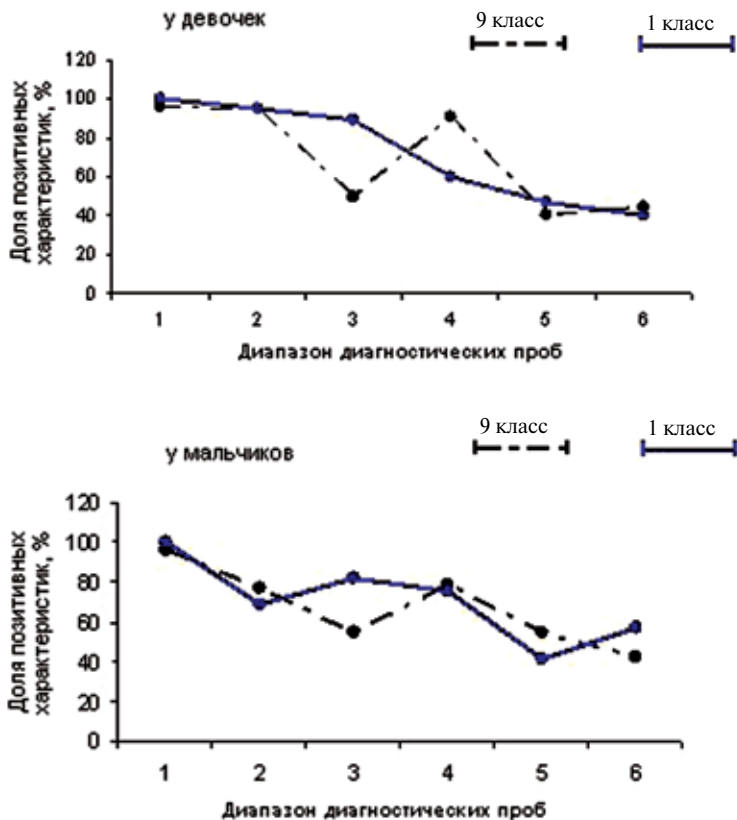 у девочек
9 класс
1 класс
Доля позитивных
характеристик, %
120
100
80
60
40
20
0
1 2 3 4 5 6
Диапазон диагностических проб
у мальчиков
9 класс
1 класс
Доля позитивных
характеристик, %
120
100
80
60
40
20
0
1 2 3 4 5 6
Диапазон диагностических проб